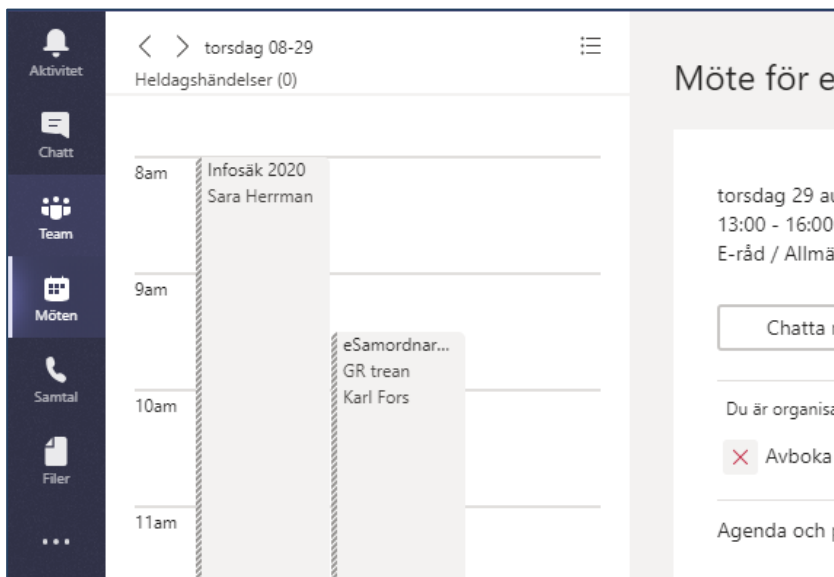 Aktivitet
Chatt
Team
Möten
Samtal
Filer
torsdag 08-29
Heldagshändelser (0)
8am
Infosäk 2020
Sara Herrman
9am
eSamordnar...
GR trean
Karl Fors
10am
11am
Möte för e
torsdag 29 au
13:00 - 16:00
E-råd / Allmä
Chatta
Du är organisa
Avboka
Agenda och